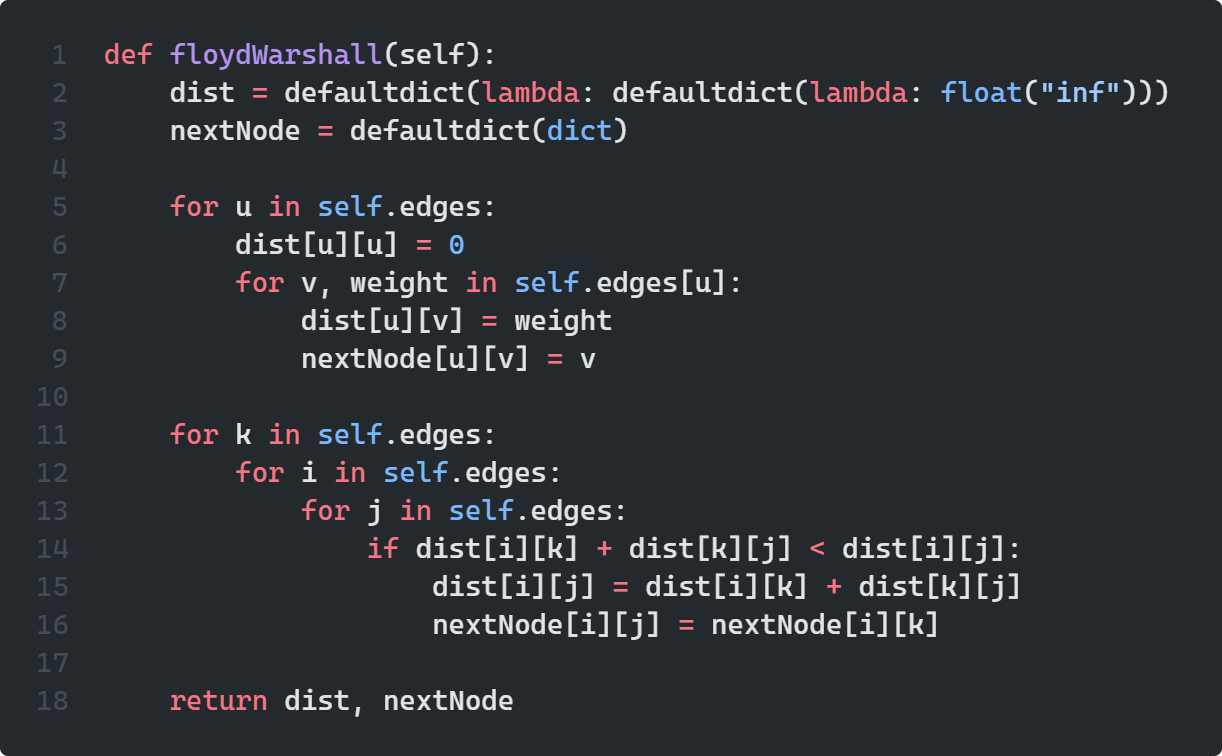 1 def floydWarshall(self):
2     dist = defaultdict(lambda: defaultdict(lambda: float("inf")))
3     nextNode = defaultdict(dict)
4
5     for u in self.edges:
6         dist[u][u] = 0
7         for v, weight in self.edges[u]:
8             dist[u][v] = weight
9             nextNode[u][v] = v
10
11     for k in self.edges:
12         for i in self.edges:
13             for j in self.edges:
14                 if dist[i][k] + dist[k][j] < dist[i][j]:
15                     dist[i][j] = dist[i][k] + dist[k][j]
16                     nextNode[i][j] = nextNode[i][k]
17
18     return dist, nextNode